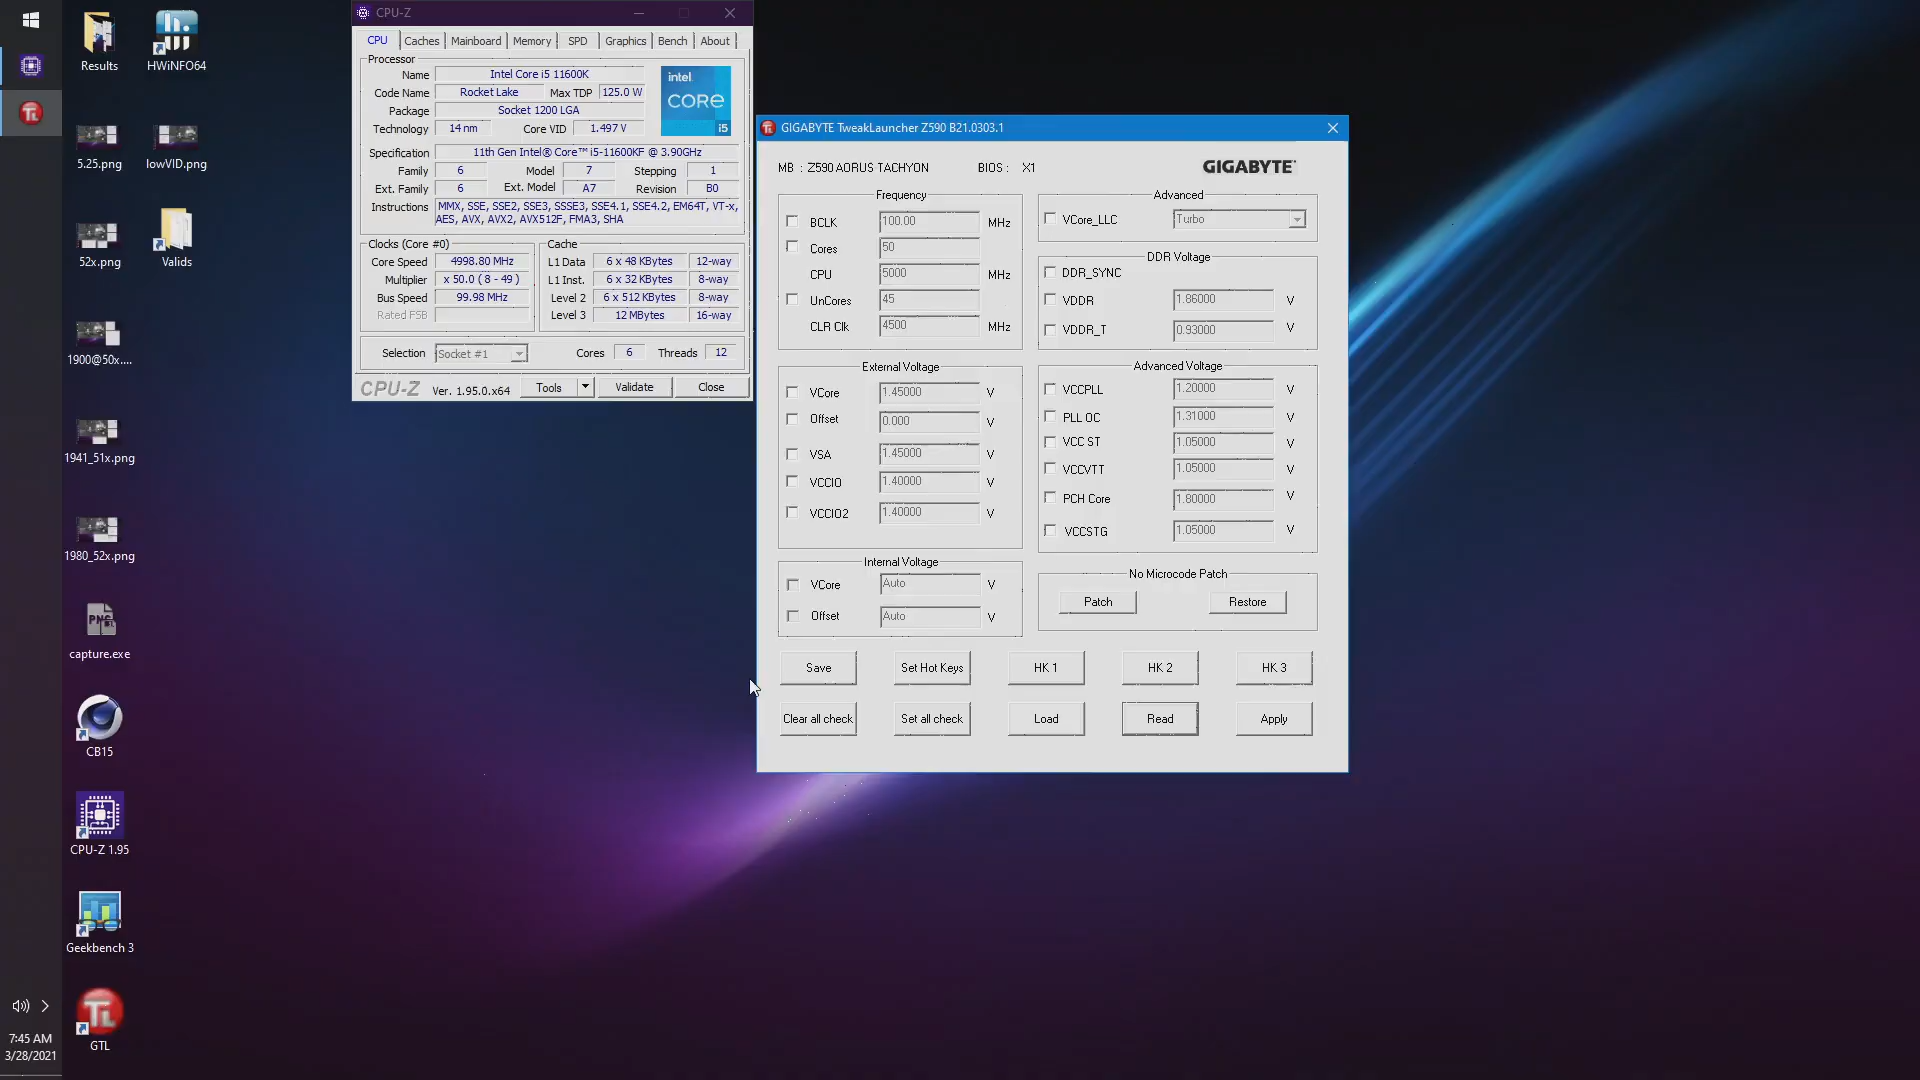 Results
HWiNFO64
5.25.png
lowVID.png
52x.png
Valids
1900@50x....
1941_51x.png
1980_52x.png
PNG
capture.exe
CB15
CPU-Z 1.95
Geekbench 3
TL
GTL
TL
7:45 AM
3/28/2021
CPU-Z
CPU Caches Mainboard Memory SPD Graphics Bench About
Processor
Name Intel Core i5 11600K
Code Name Rocket Lake Max TDP 125.0 W
Package Socket 1200 LGA
Technology 14 nm Core VID 1.497 V
intel
CORE
i5
Specification 11th Gen Intel® Core™ i5-11600KF @ 3.90GHz
Family 6 Model 7 Stepping 1
Ext. Family 6 Ext. Model A7 Revision B0
Instructions MMX, SSE, SSE2, SSE3, SSSE3, SSE4.1, SSE4.2, EM64T, VT-x,
AES, AVX, AVX2, AVX512F, FMA3, SHA
Clocks (Core #0)
Core Speed 4998.80 MHz
Multiplier x 50.0 ( 8 - 49 )
Bus Speed 99.98 MHz
Rated FSB
Cache
L1 Data 6 x 48 KBytes 12-way
L1 Inst. 6 x 32 KBytes 8-way
Level 2 6 x 512 KBytes 8-way
Level 3 12 MBytes 16-way
Selection Socket #1 Cores 6 Threads 12
CPU-Z Ver. 1.95.0.x64 Tools Validate Close
TL GIGABYTE TweakLauncher Z590 B21.0303.1
MB : Z590 AORUS TACHYON BIOS : X1 GIGABYTE™
Frequency
BCLK 100.00 MHz
Cores 50
CPU 5000 MHz
UnCores 45
CLR Clk 4500 MHz
External Voltage
VCore 1.45000 V
Offset 0.000 V
VSA 1.45000 V
VCCIO 1.40000 V
VCCIO2 1.40000 V
Internal Voltage
VCore Auto V
Offset Auto V
Advanced
VCore_LLC Turbo
DDR Voltage
DDR_SYNC
VDDR 1.86000 V
VDDR_T 0.93000 V
Advanced Voltage
VCCPLL 1.20000 V
PLL OC 1.31000 V
VCC ST 1.05000 V
VCCVTT 1.05000 V
PCH Core 1.80000 V
VCCSTG 1.05000 V
No Microcode Patch
Patch Restore
Save Set Hot Keys HK 1 HK 2 HK 3
Clear all check Set all check Load Read Apply